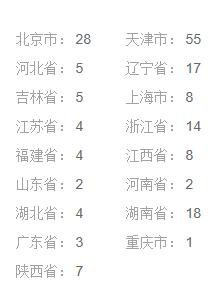 北京市：28 天津市：55
河北省：5 辽宁省：17
吉林省：5 上海市：8
江苏省：4 浙江省：14
福建省：4 江西省：8
山东省：2 河南省：2
湖北省：4 湖南省：18
广东省：3 重庆市：1
陕西省：7